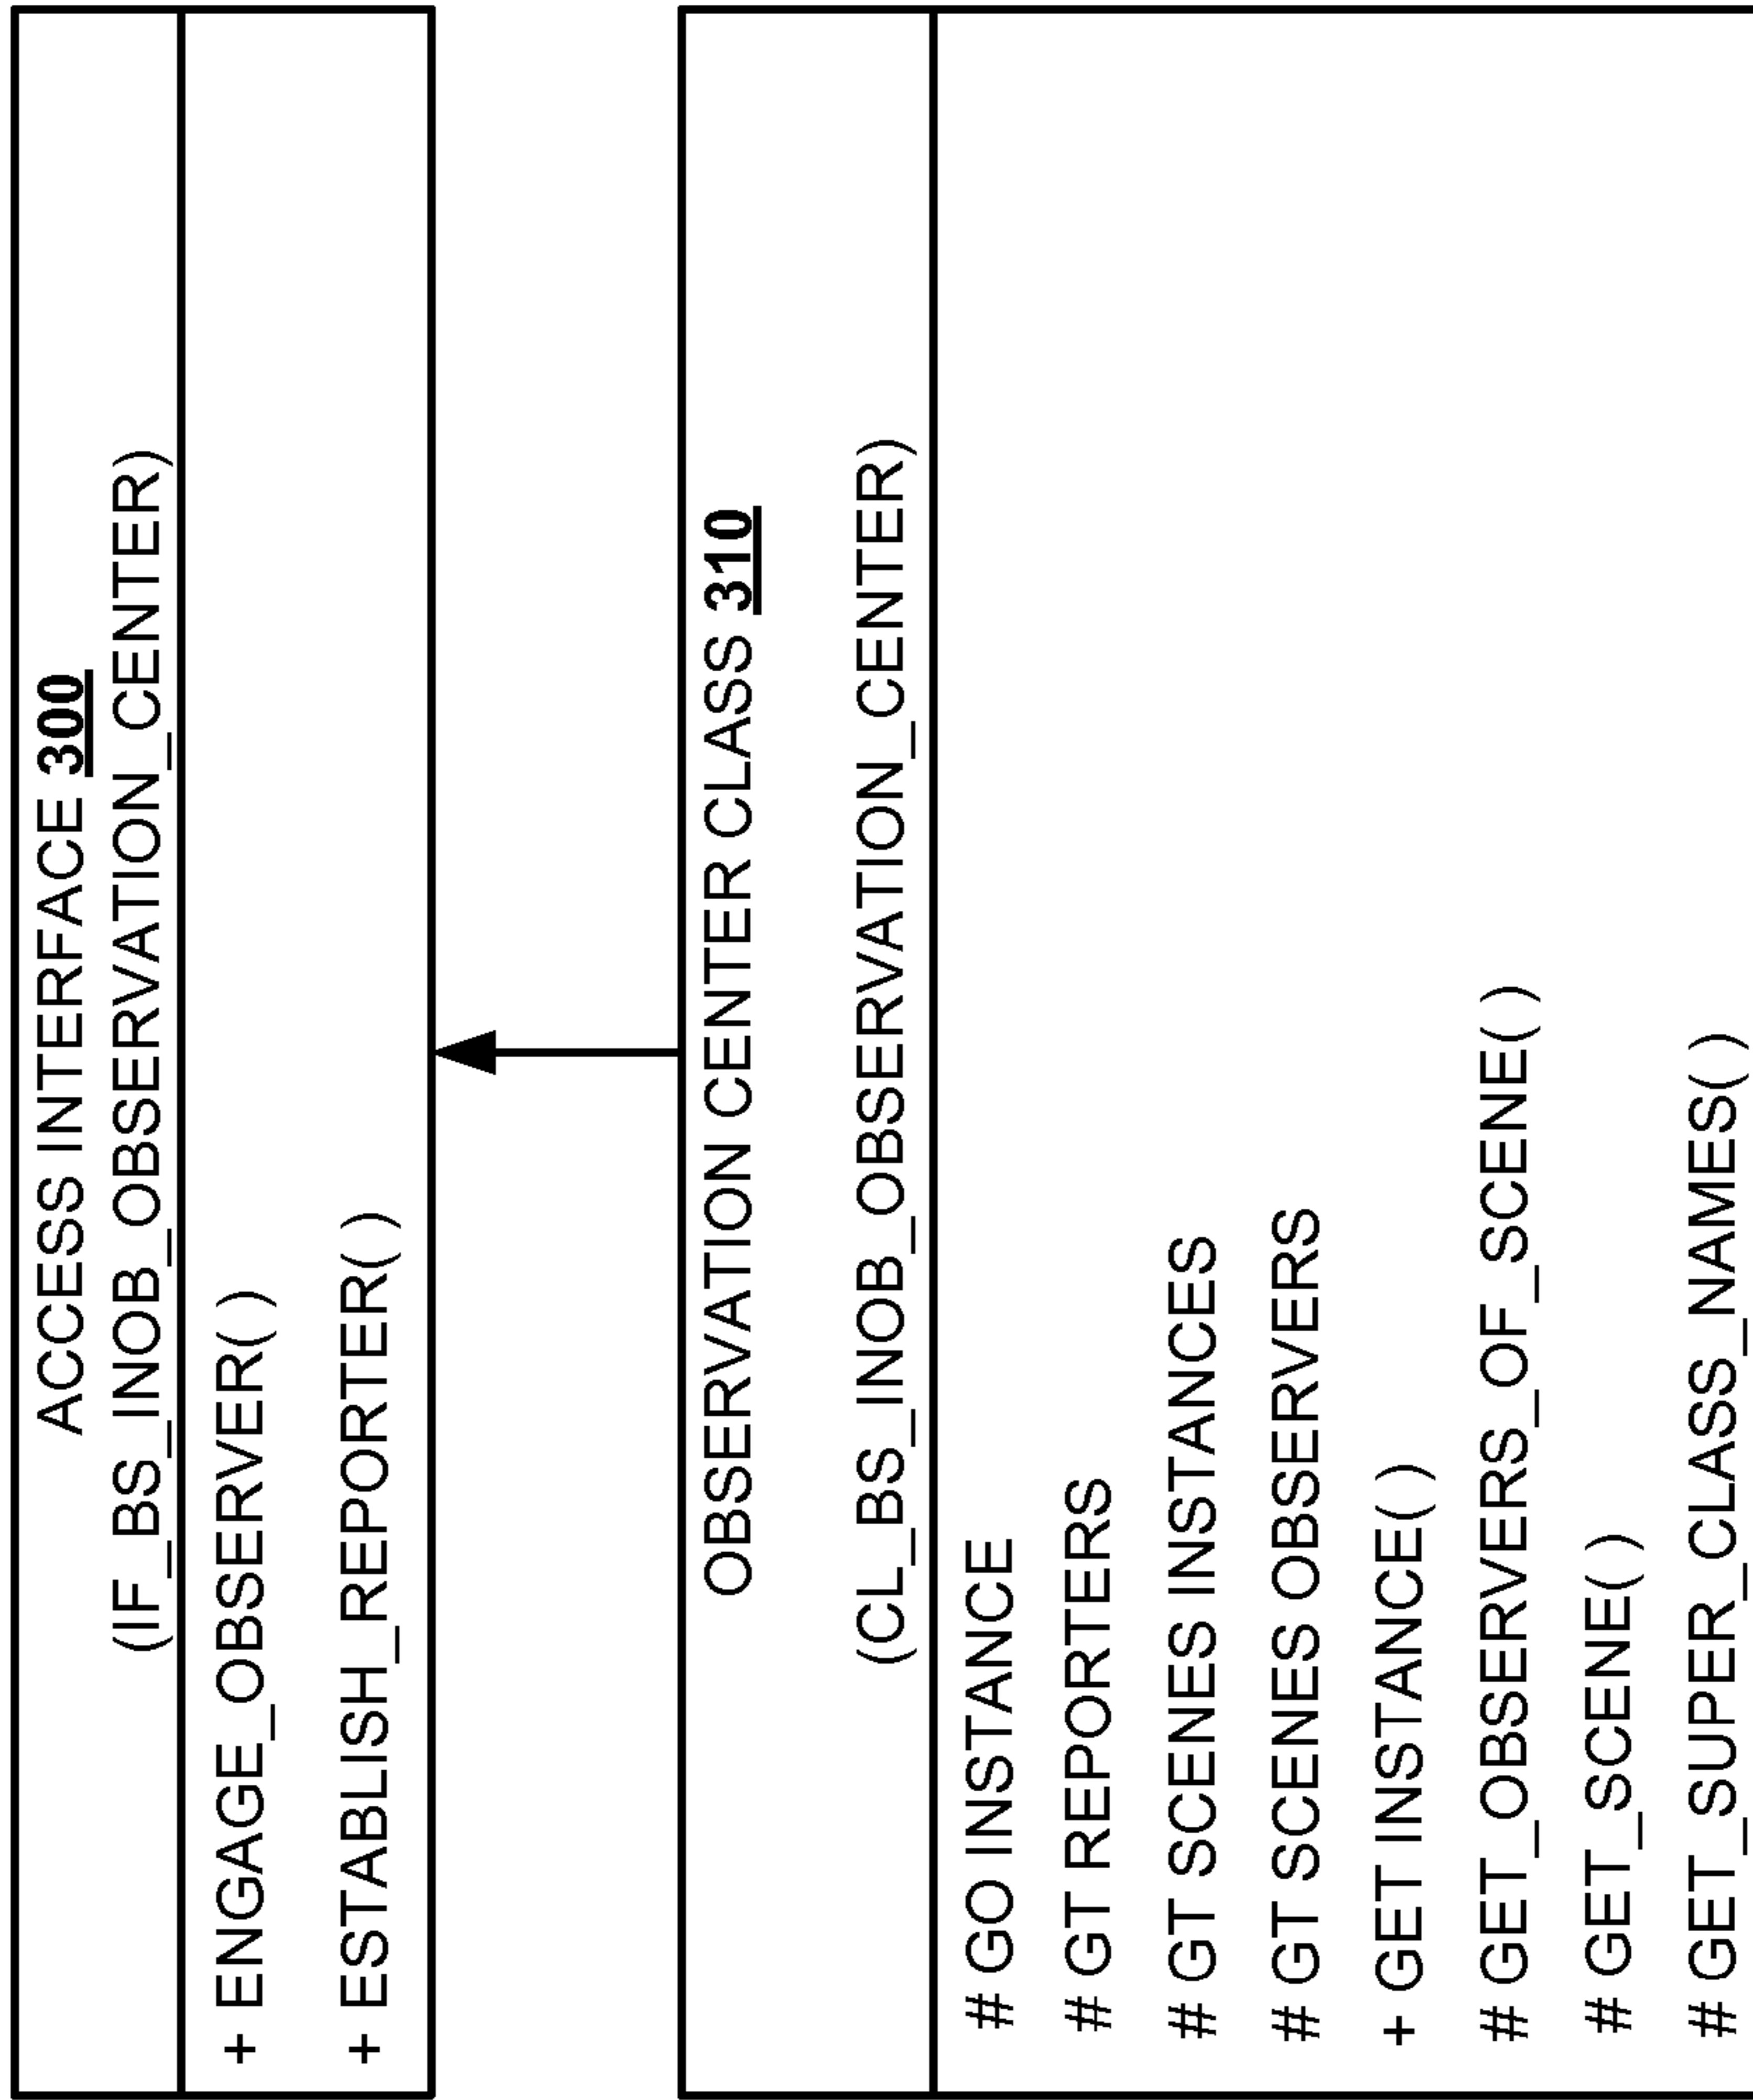 ACCESS INTERFACE 300
(IF_BS_INOB_OBSERVATION_CENTER)
+ ENGAGE_OBSERVER( )
+ ESTABLISH_REPORTER( )
OBSERVATION CENTER CLASS 310
(CL_BS_INOB_OBSERVATION_CENTER)
# GO INSTANCE
# GT REPORTERS
# GT SCENES INSTANCES
# GT SCENES OBSERVERS
+ GET INSTANCE( )
# GET_OBSERVERS_OF_SCENE( )
# GET_SCENE( )
# GET_SUPER_CLASS_NAMES( )